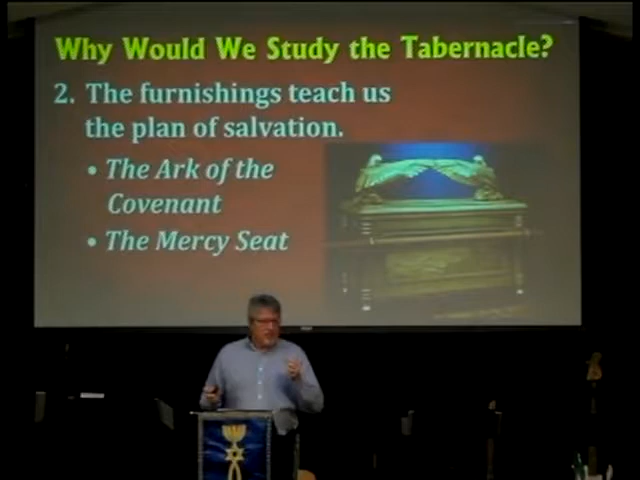 Why Would We Study the Tabernacle?
2. The furnishings teach us
the plan of salvation.
• The Ark of the
Covenant
• The Mercy Seat